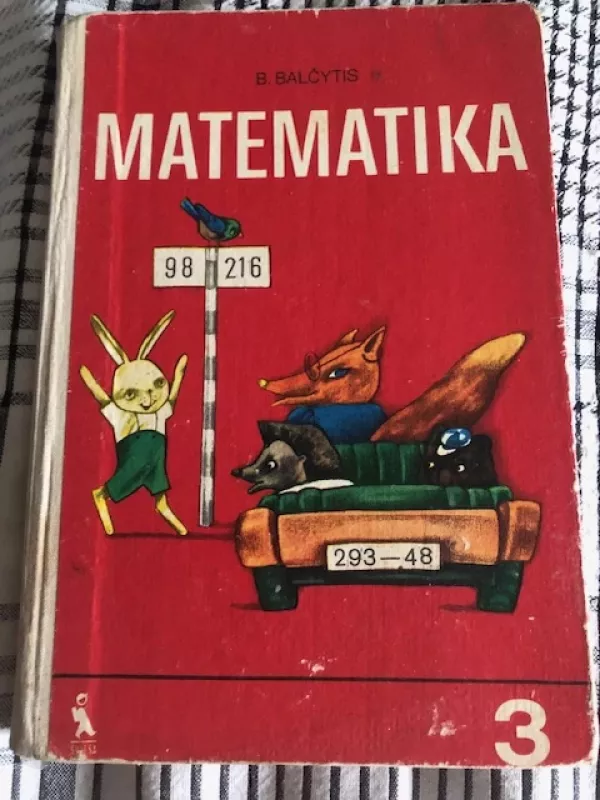 B. BALČYTIS
MATEMATIKA
98 216
293—48
3